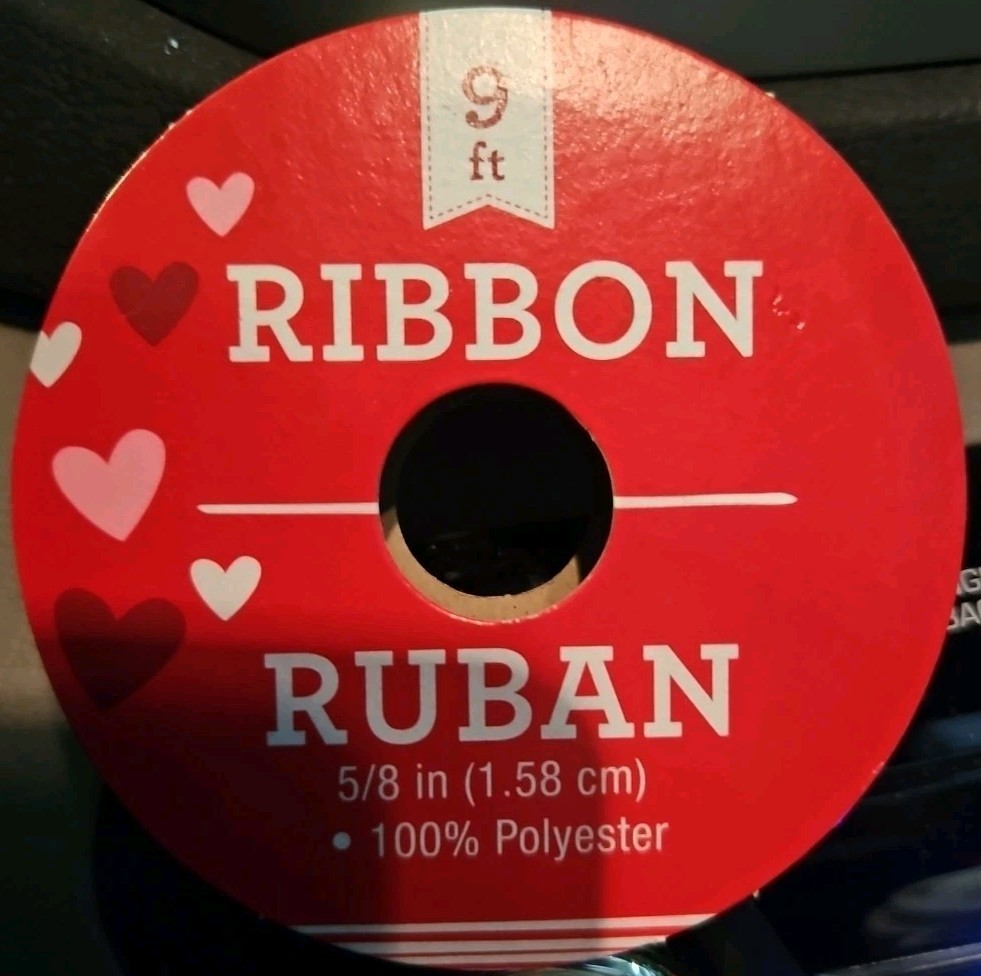 9
ft
RIBBON
RUBAN
5/8 in (1.58 cm)
• 100% Polyester